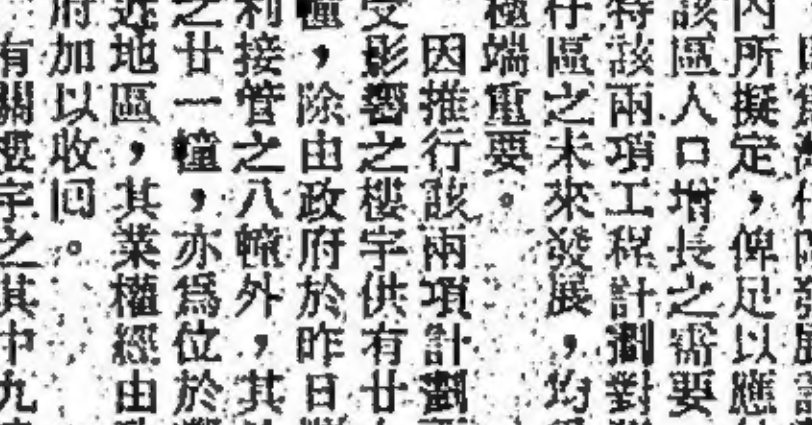 內所擬定，俾足以應
該區人口增長之需要
特該兩項工程計劃對
仔區之未來發展，均
極端重要。
因推行該兩項計劃
受影響之樓宇供有廿
幢，除由政府於昨日
利接管之八幢外，其
之廿一幢，亦爲位於
近地區，其業權經由
府加以收回。
有關樓宇之其中九